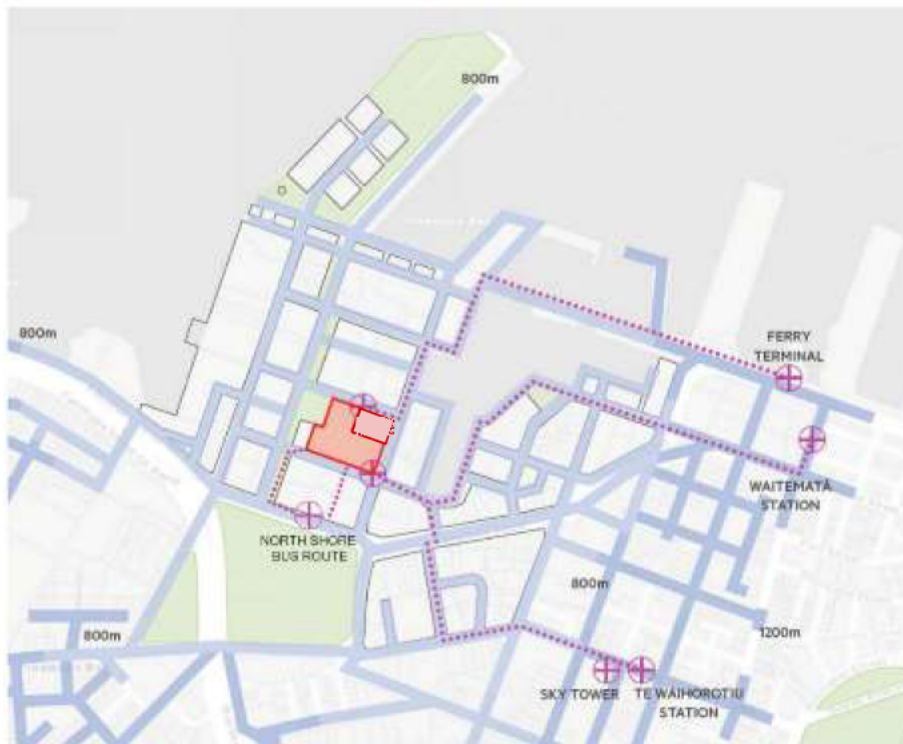 800m
800m
FERRY
TERMINAL
WAITEMATĀ
STATION
NORTH SHORE
BUS ROUTE
800m
1200m
800m
SKY TOWER
TE WAIHOROTIU
STATION